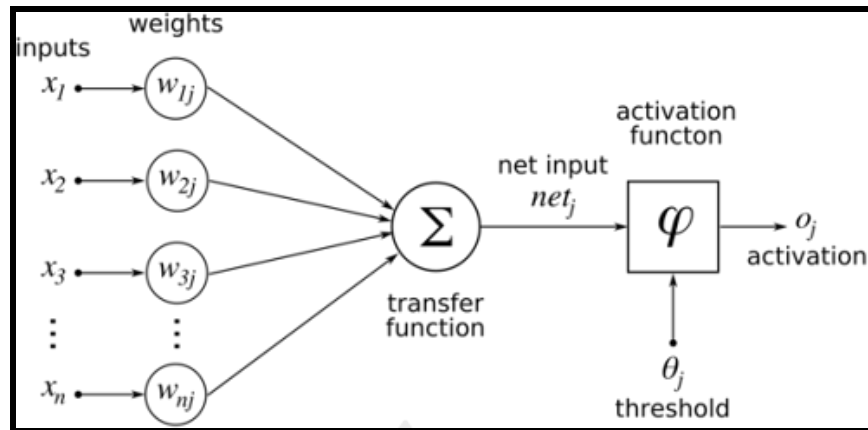 weights
inputs
x1 w1j
activation
functon
x2 w2j
net input
netj
Σ
φ
oj
activation
x3 w3j
transfer
function
⋮ ⋮
θj
xn wnj
threshold